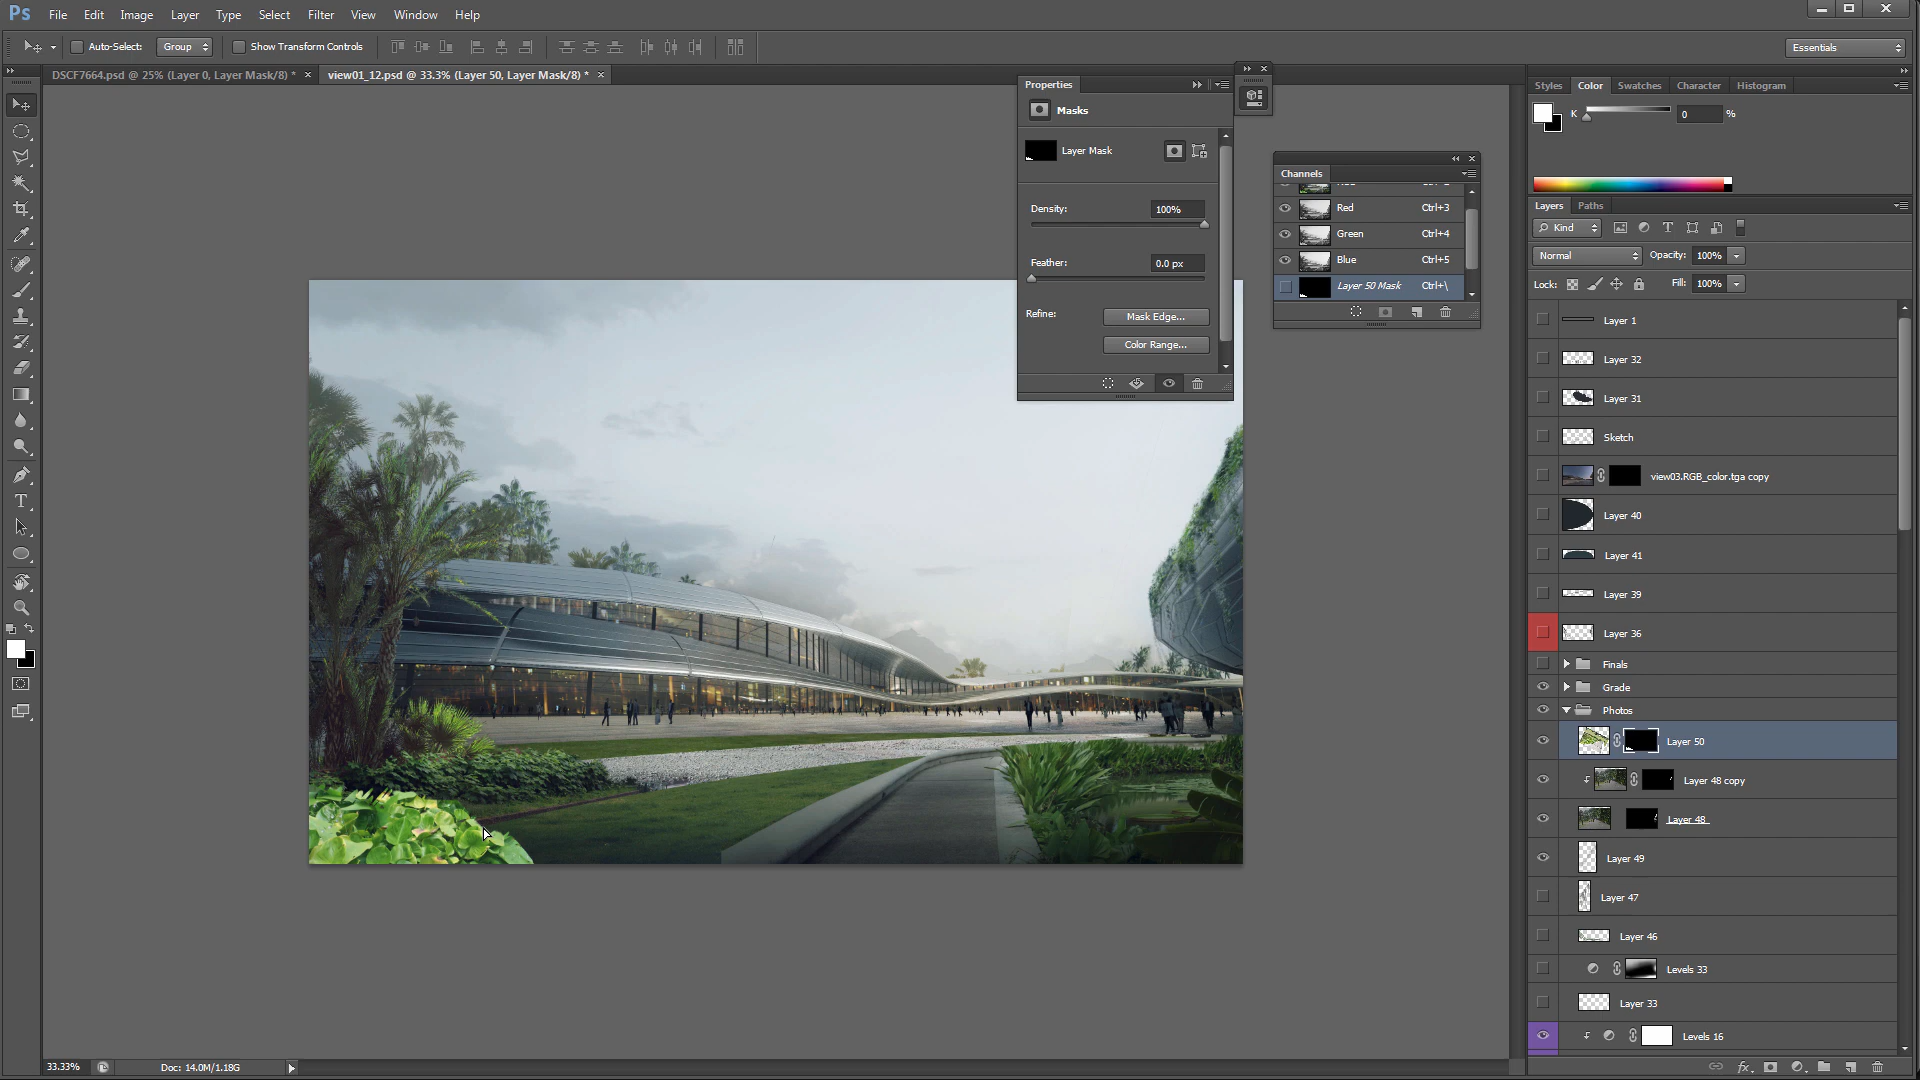 Ps File Edit Image Layer Type Select Filter View Window Help
Auto-Select: Group Show Transform Controls Essentials
DSCF7664.psd @ 25% (Layer 0, Layer Mask/8) * × view01_12.psd @ 33.3% (Layer 50, Layer Mask/8) * ×
Properties
Masks
Layer Mask
Density: 100%
Feather: 0.0 px
Refine: Mask Edge...
Color Range...
Channels
Red Ctrl+3
Green Ctrl+4
Blue Ctrl+5
Layer 50 Mask Ctrl+\
Styles Color Swatches Character Histogram
K 0 %
Layers Paths
Kind
Normal Opacity: 100%
Lock: Fill: 100%
Layer 1
Layer 32
Layer 31
Sketch
view03.RGB_color.tga copy
Layer 40
Layer 41
Layer 39
Layer 36
Finals
Grade
Photos
Layer 50
Layer 48 copy
Layer 48
Layer 49
Layer 47
Layer 46
Levels 33
Layer 33
Levels 16
33.33% Doc: 14.0M/1.18G